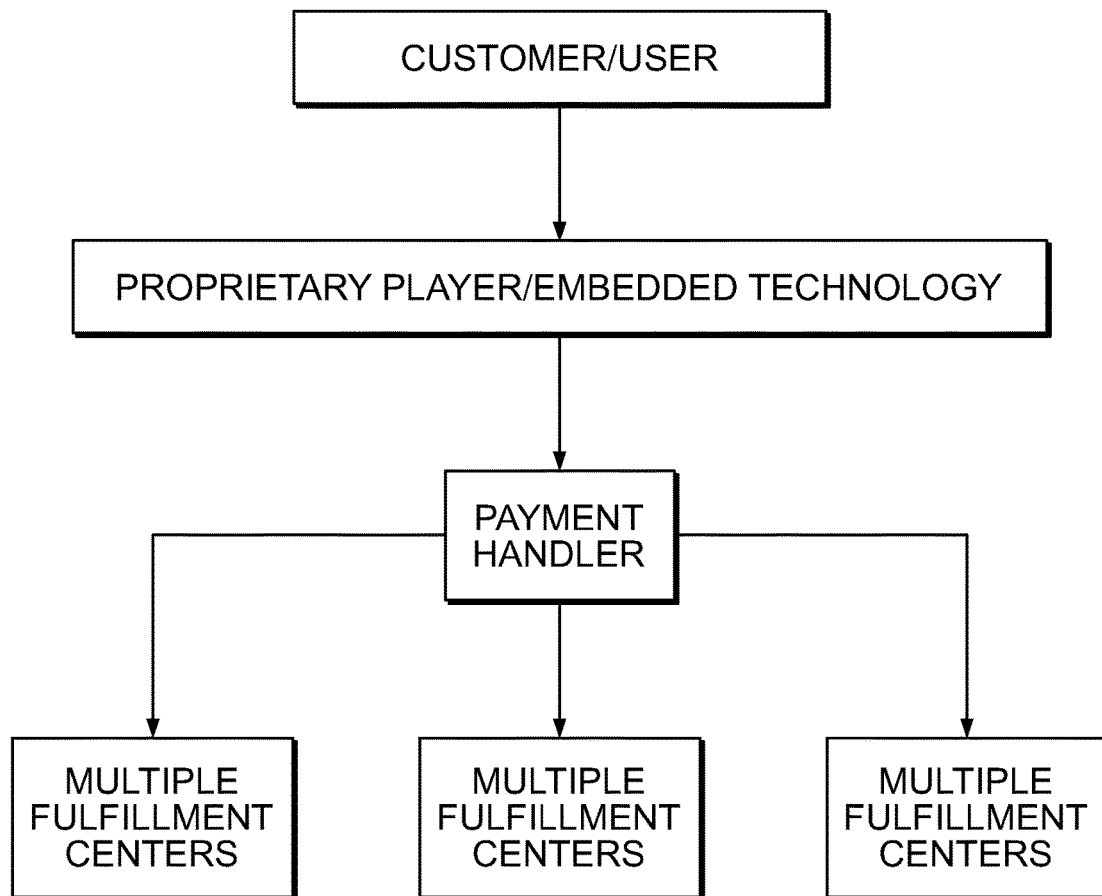 CUSTOMER/USER
PROPRIETARY PLAYER/EMBEDDED TECHNOLOGY
PAYMENT
HANDLER
MULTIPLE
FULFILLMENT
CENTERS
MULTIPLE
FULFILLMENT
CENTERS
MULTIPLE
FULFILLMENT
CENTERS